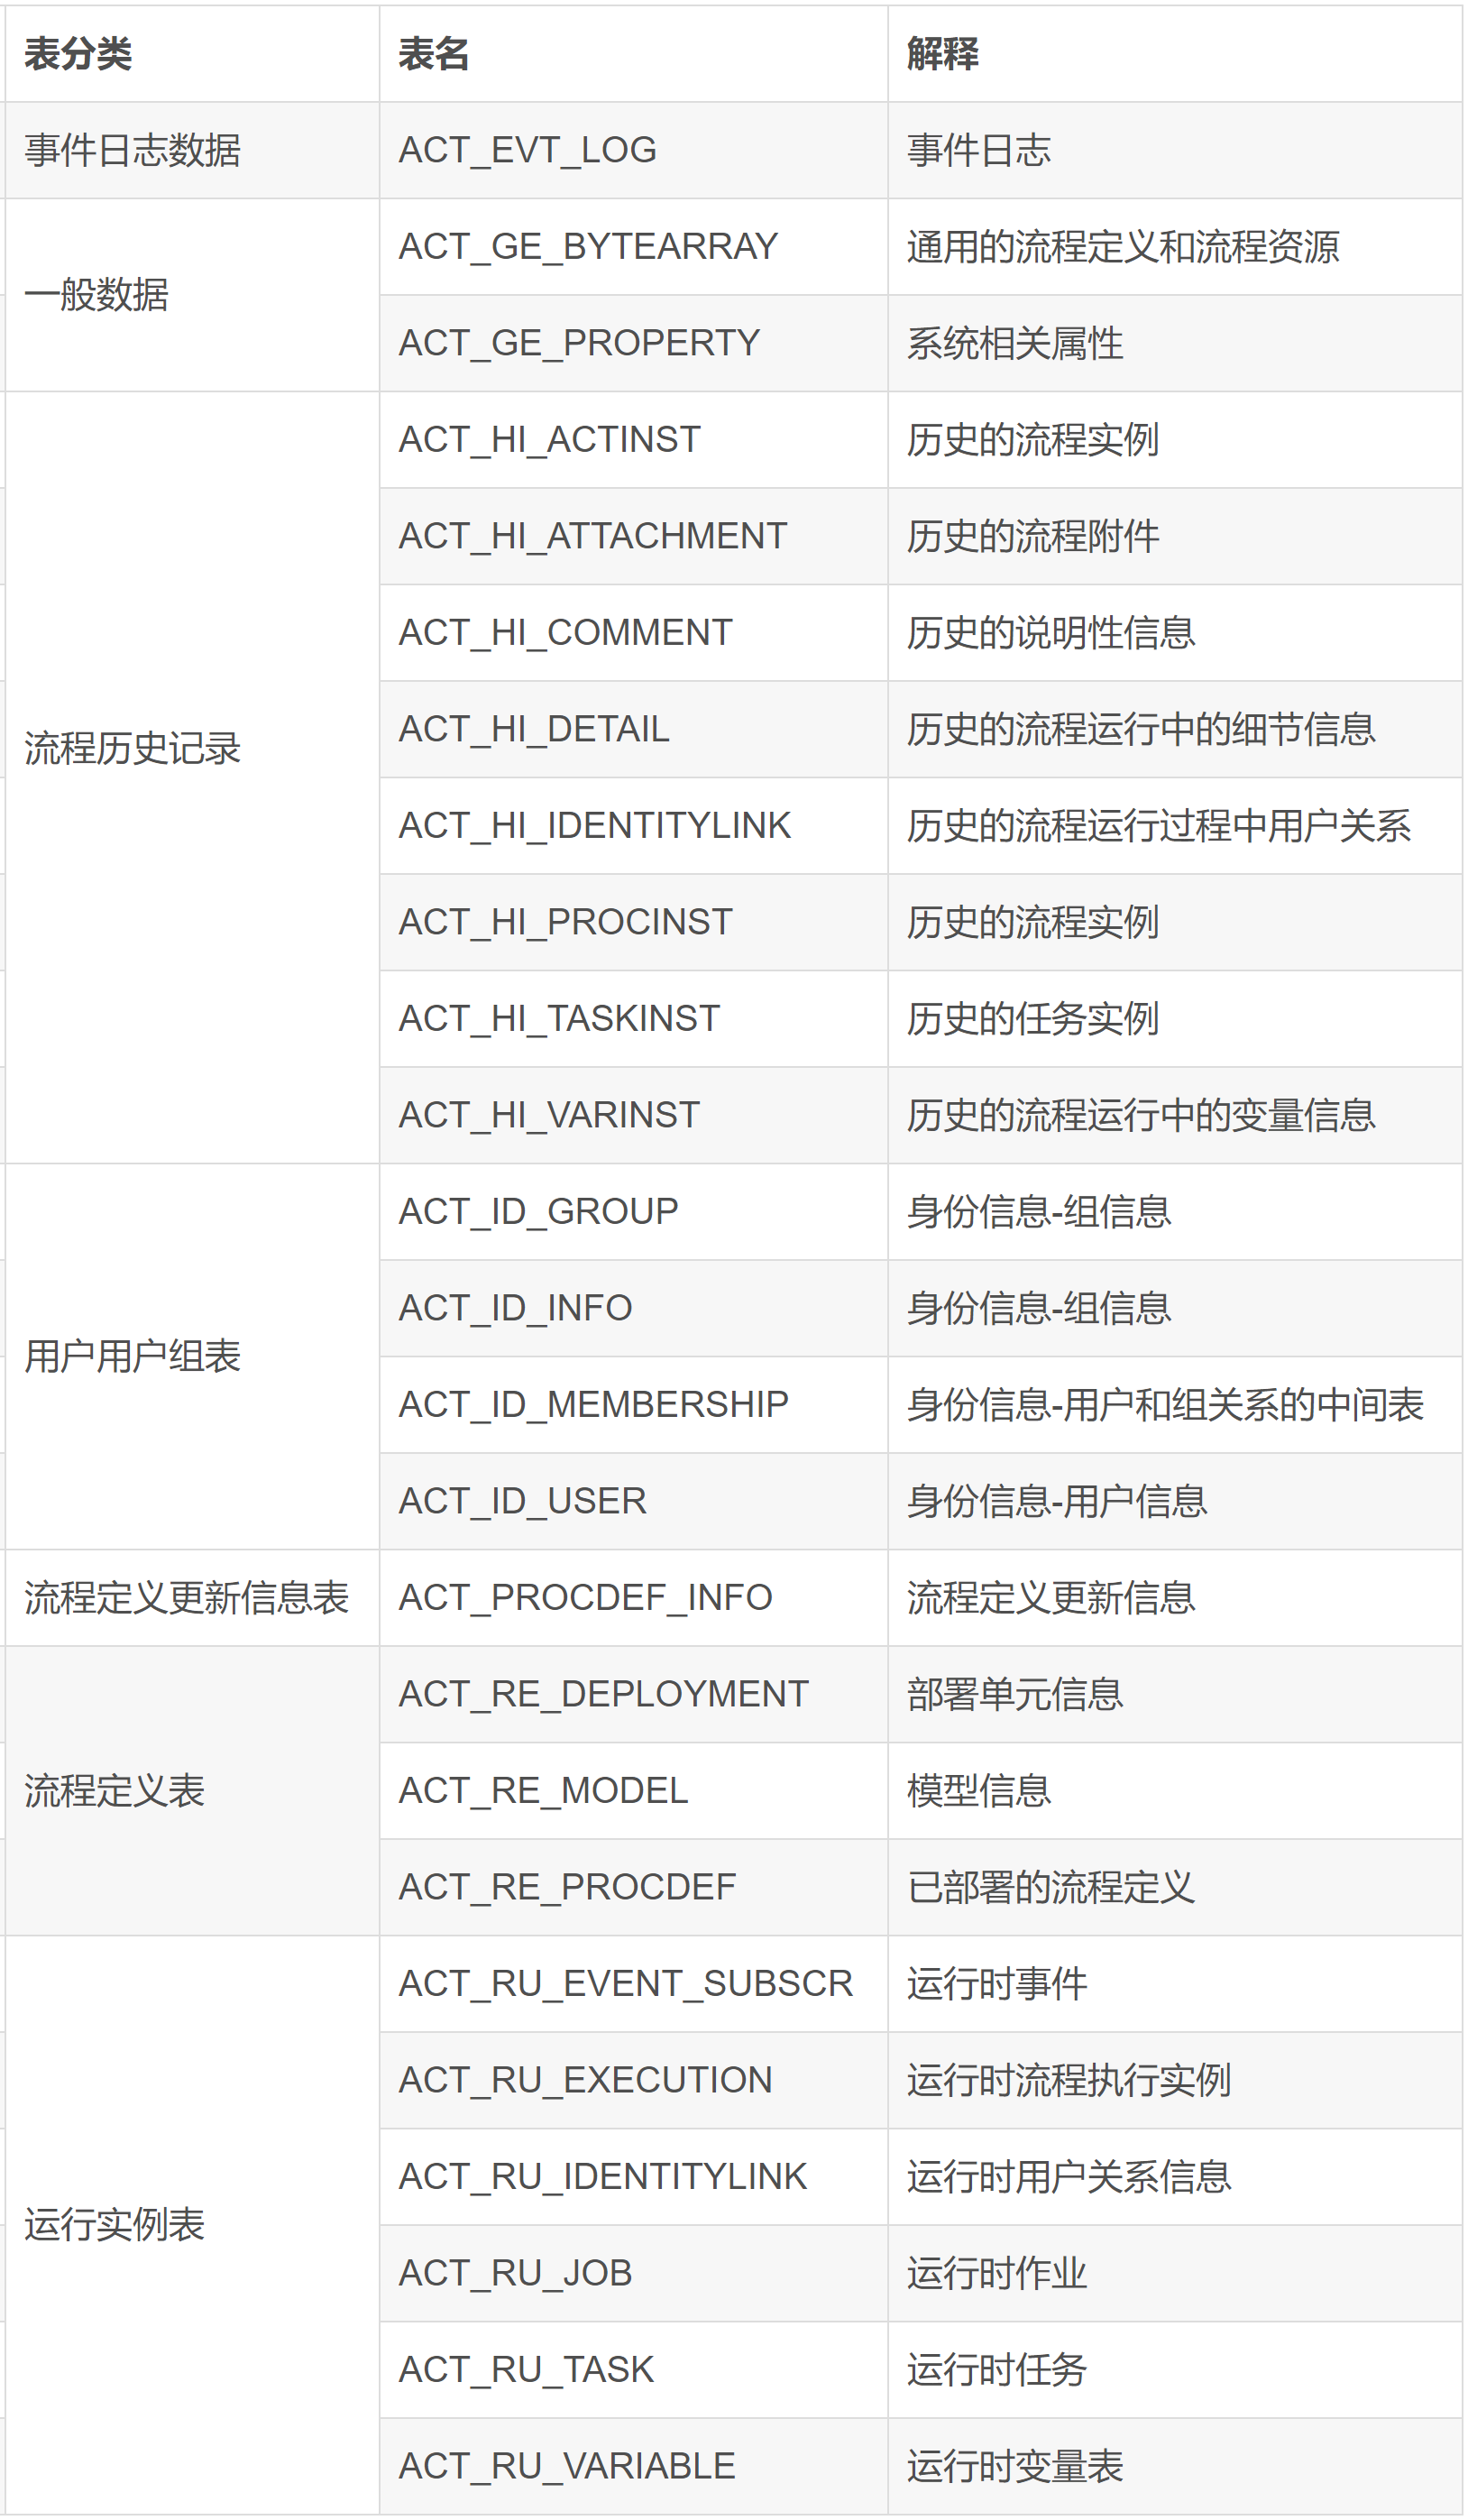 表分类 表名 解释
事件日志数据 ACT_EVT_LOG 事件日志
一般数据 ACT_GE_BYTEARRAY 通用的流程定义和流程资源
ACT_GE_PROPERTY 系统相关属性
流程历史记录 ACT_HI_ACTINST 历史的流程实例
ACT_HI_ATTACHMENT 历史的流程附件
ACT_HI_COMMENT 历史的说明性信息
ACT_HI_DETAIL 历史的流程运行中的细节信息
ACT_HI_IDENTITYLINK 历史的流程运行过程中用户关系
ACT_HI_PROCINST 历史的流程实例
ACT_HI_TASKINST 历史的任务实例
ACT_HI_VARINST 历史的流程运行中的变量信息
用户用户组表 ACT_ID_GROUP 身份信息-组信息
ACT_ID_INFO 身份信息-组信息
ACT_ID_MEMBERSHIP 身份信息-用户和组关系的中间表
ACT_ID_USER 身份信息-用户信息
流程定义更新信息表 ACT_PROCDEF_INFO 流程定义更新信息
流程定义表 ACT_RE_DEPLOYMENT 部署单元信息
ACT_RE_MODEL 模型信息
ACT_RE_PROCDEF 已部署的流程定义
运行实例表 ACT_RU_EVENT_SUBSCR 运行时事件
ACT_RU_EXECUTION 运行时流程执行实例
ACT_RU_IDENTITYLINK 运行时用户关系信息
ACT_RU_JOB 运行时作业
ACT_RU_TASK 运行时任务
ACT_RU_VARIABLE 运行时变量表